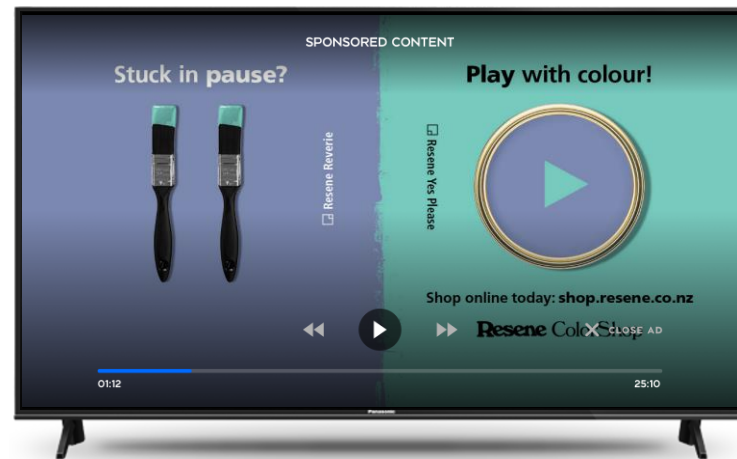 SPONSORED CONTENT
Stuck in pause?
Play with colour!
Resene Reverie
Resene Yes Please
Shop online today: shop.resene.co.nz
Resene ColorShop
CLOSE AD
01:12
25:10
Panasonic